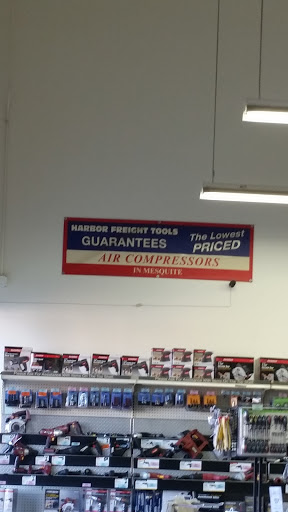 HARBOR FREIGHT TOOLS
GUARANTEES
The Lowest
PRICED
AIR COMPRESSORS
IN MESQUITE